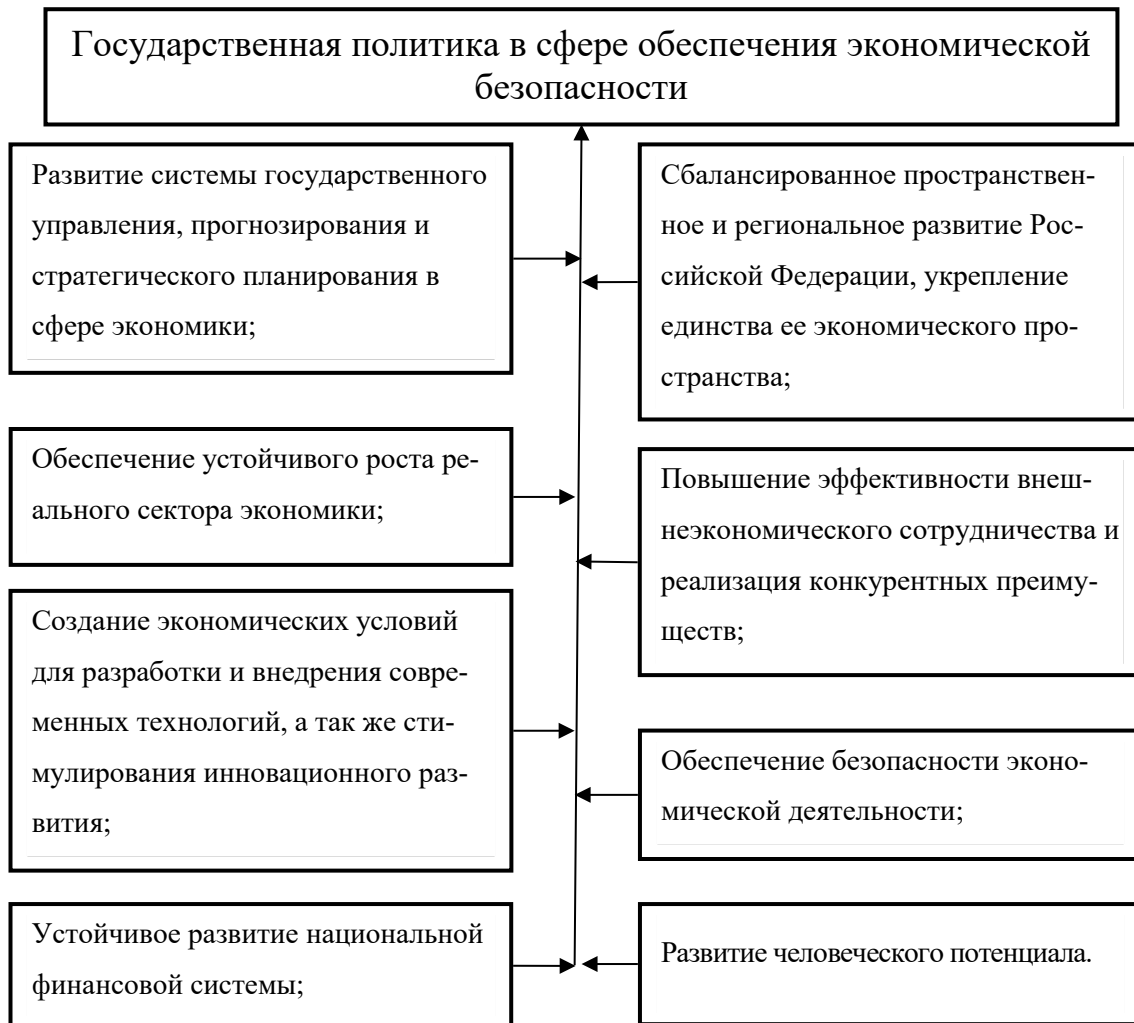 Государственная политика в сфере обеспечения экономической
безопасности
Развитие системы государственного
управления, прогнозирования и
стратегического планирования в
сфере экономики;
Обеспечение устойчивого роста ре-
ального сектора экономики;
Создание экономических условий
для разработки и внедрения совре-
менных технологий, а так же сти-
мулирования инновационного раз-
вития;
Устойчивое развитие национальной
финансовой системы;
Сбалансированное пространствен-
ное и региональное развитие Рос-
сийской Федерации, укрепление
единства ее экономического про-
странства;
Повышение эффективности внеш-
неэкономического сотрудничества и
реализация конкурентных преиму-
ществ;
Обеспечение безопасности эконо-
мической деятельности;
Развитие человеческого потенциала.